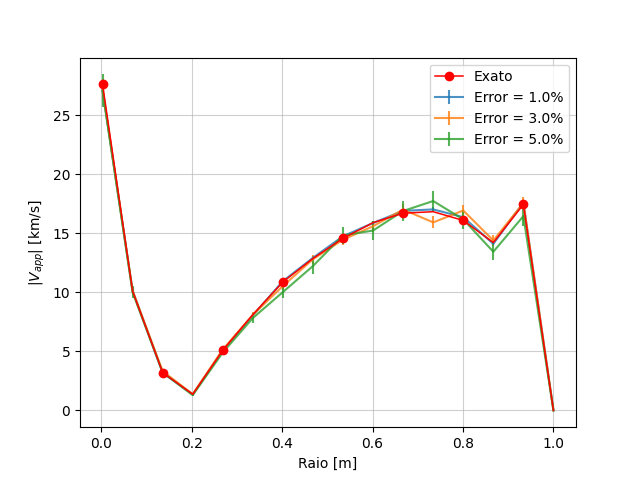 Exato
Error = 1.0%
Error = 3.0%
Error = 5.0%
|V_app| [km/s]
25
20
15
10
5
0
0.0 0.2 0.4 0.6 0.8 1.0
Raio [m]